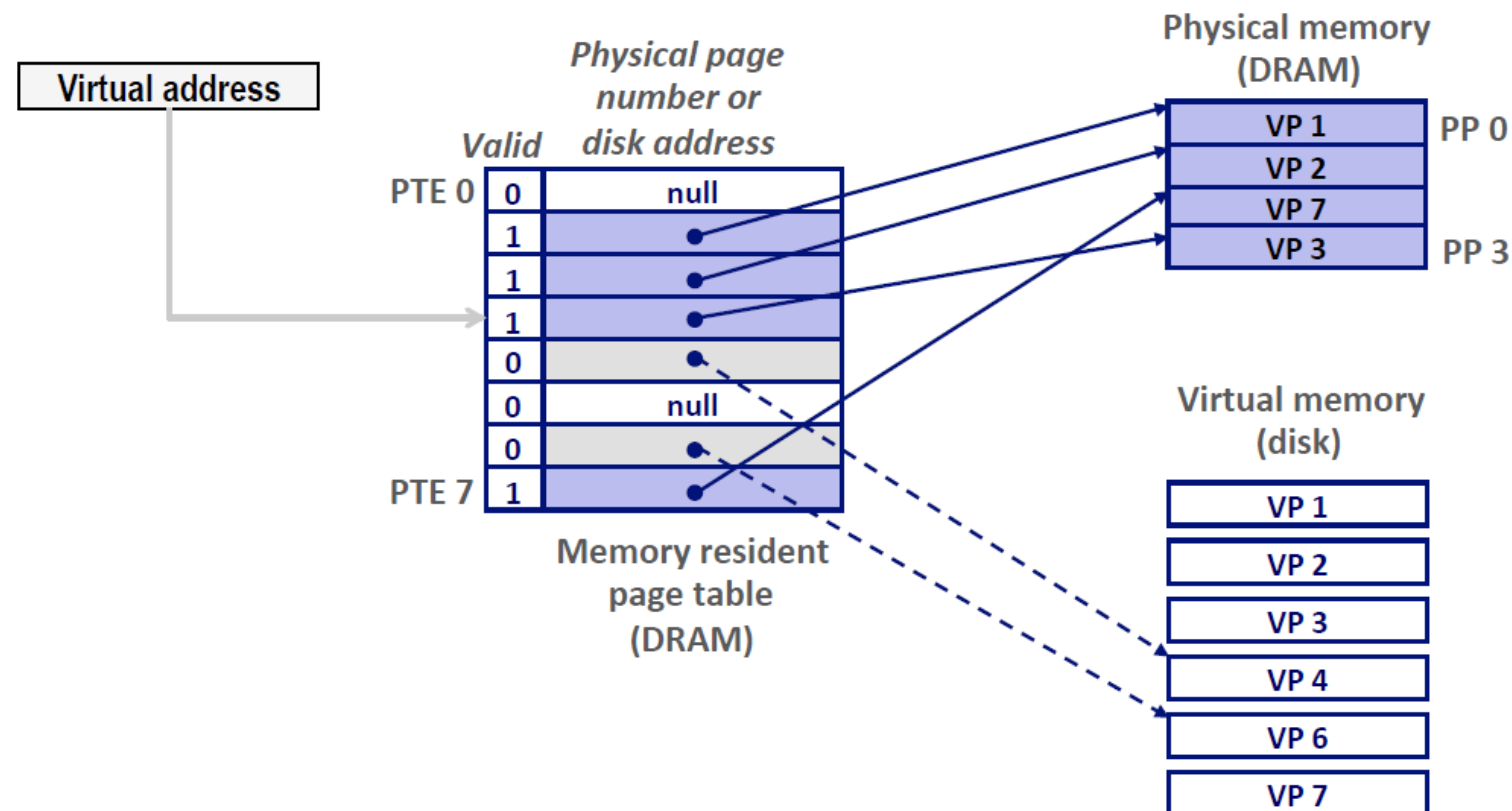 Virtual address
Physical page
number or
disk address
Valid
PTE 0
0
null
1
1
1
0
0
null
0
PTE 7
1
Memory resident
page table
(DRAM)
Physical memory
(DRAM)
VP 1
PP 0
VP 2
VP 7
VP 3
PP 3
Virtual memory
(disk)
VP 1
VP 2
VP 3
VP 4
VP 6
VP 7